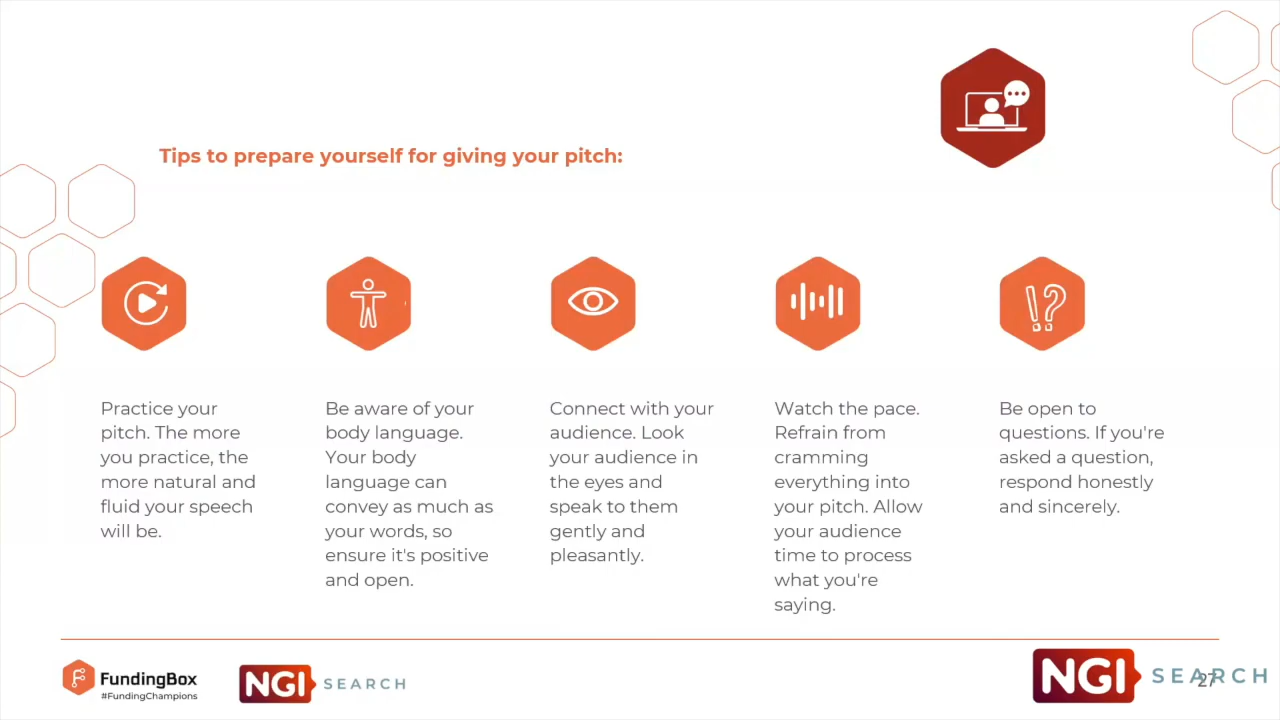 Tips to prepare yourself for giving your pitch:
Practice your
pitch. The more
you practice, the
more natural and
fluid your speech
will be.
Be aware of your
body language.
Your body
language can
convey as much as
your words, so
ensure it's positive
and open.
Connect with your
audience. Look
your audience in
the eyes and
speak to them
gently and
pleasantly.
Watch the pace.
Refrain from
cramming
everything into
your pitch. Allow
your audience
time to process
what you're
saying.
Be open to
questions. If you're
asked a question,
respond honestly
and sincerely.
FundingBox
#FundingChampions
NGI SEARCH
NGI SEARCH
27